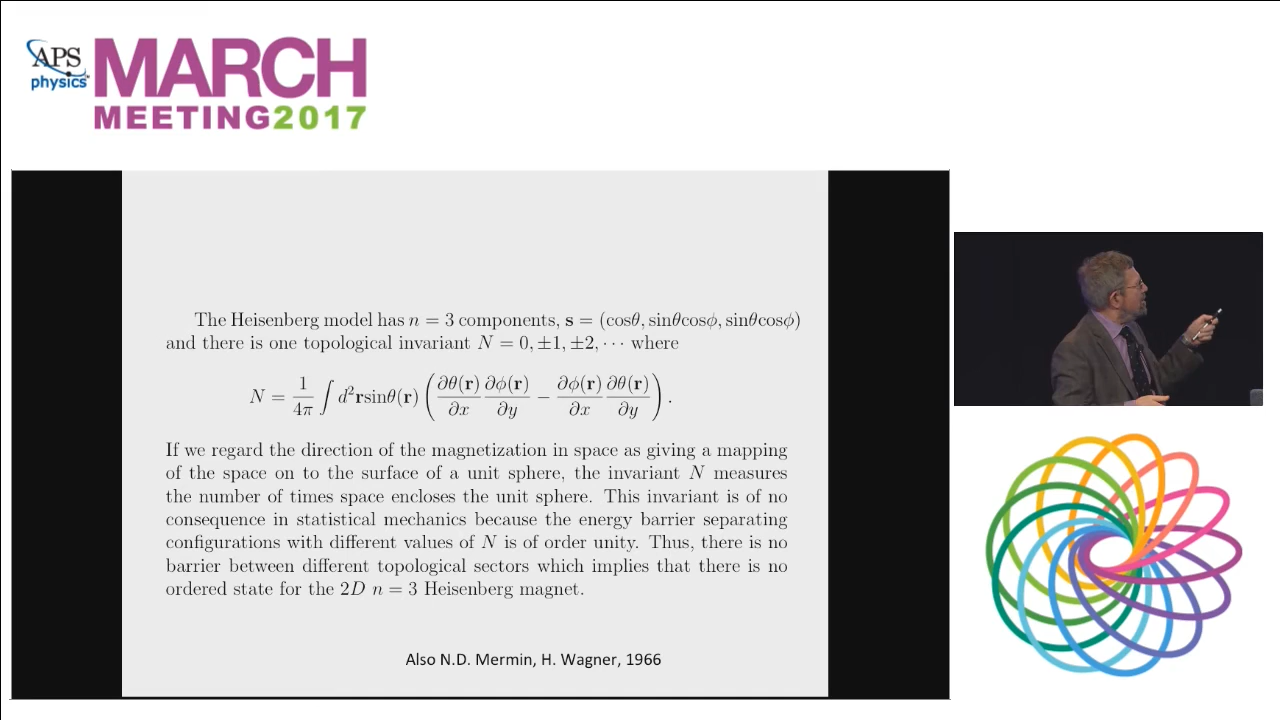 APS
physics
MARCH
MEETING2017
The Heisenberg model has n = 3 components, s = (cosθ, sinθcosϕ, sinθcosϕ)
and there is one topological invariant N = 0, ±1, ±2, ··· where
N = 1/4π ∫ d²r sinθ(r) ( ∂θ(r)/∂x ∂ϕ(r)/∂y − ∂ϕ(r)/∂x ∂θ(r)/∂y ) .
If we regard the direction of the magnetization in space as giving a mapping
of the space on to the surface of a unit sphere, the invariant N measures
the number of times space encloses the unit sphere. This invariant is of no
consequence in statistical mechanics because the energy barrier separating
configurations with different values of N is of order unity. Thus, there is no
barrier between different topological sectors which implies that there is no
ordered state for the 2D n = 3 Heisenberg magnet.
Also N.D. Mermin, H. Wagner, 1966